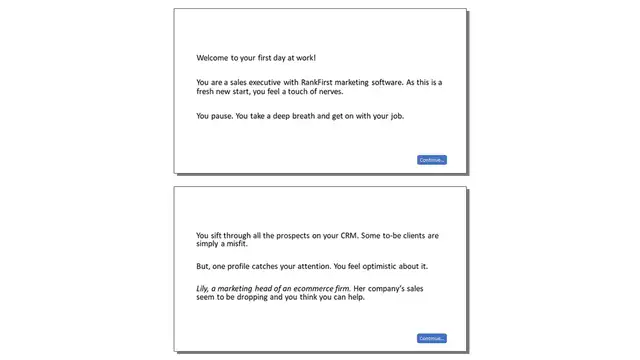 Welcome to your first day at work!
You are a sales executive with RankFirst marketing software. As this is a
fresh new start, you feel a touch of nerves.
You pause. You take a deep breath and get on with your job.
Continue...
You sift through all the prospects on your CRM. Some to-be clients are
simply a misfit.
But, one profile catches your attention. You feel optimistic about it.
Lily, a marketing head of an ecommerce firm. Her company's sales
seem to be dropping and you think you can help.
Continue...